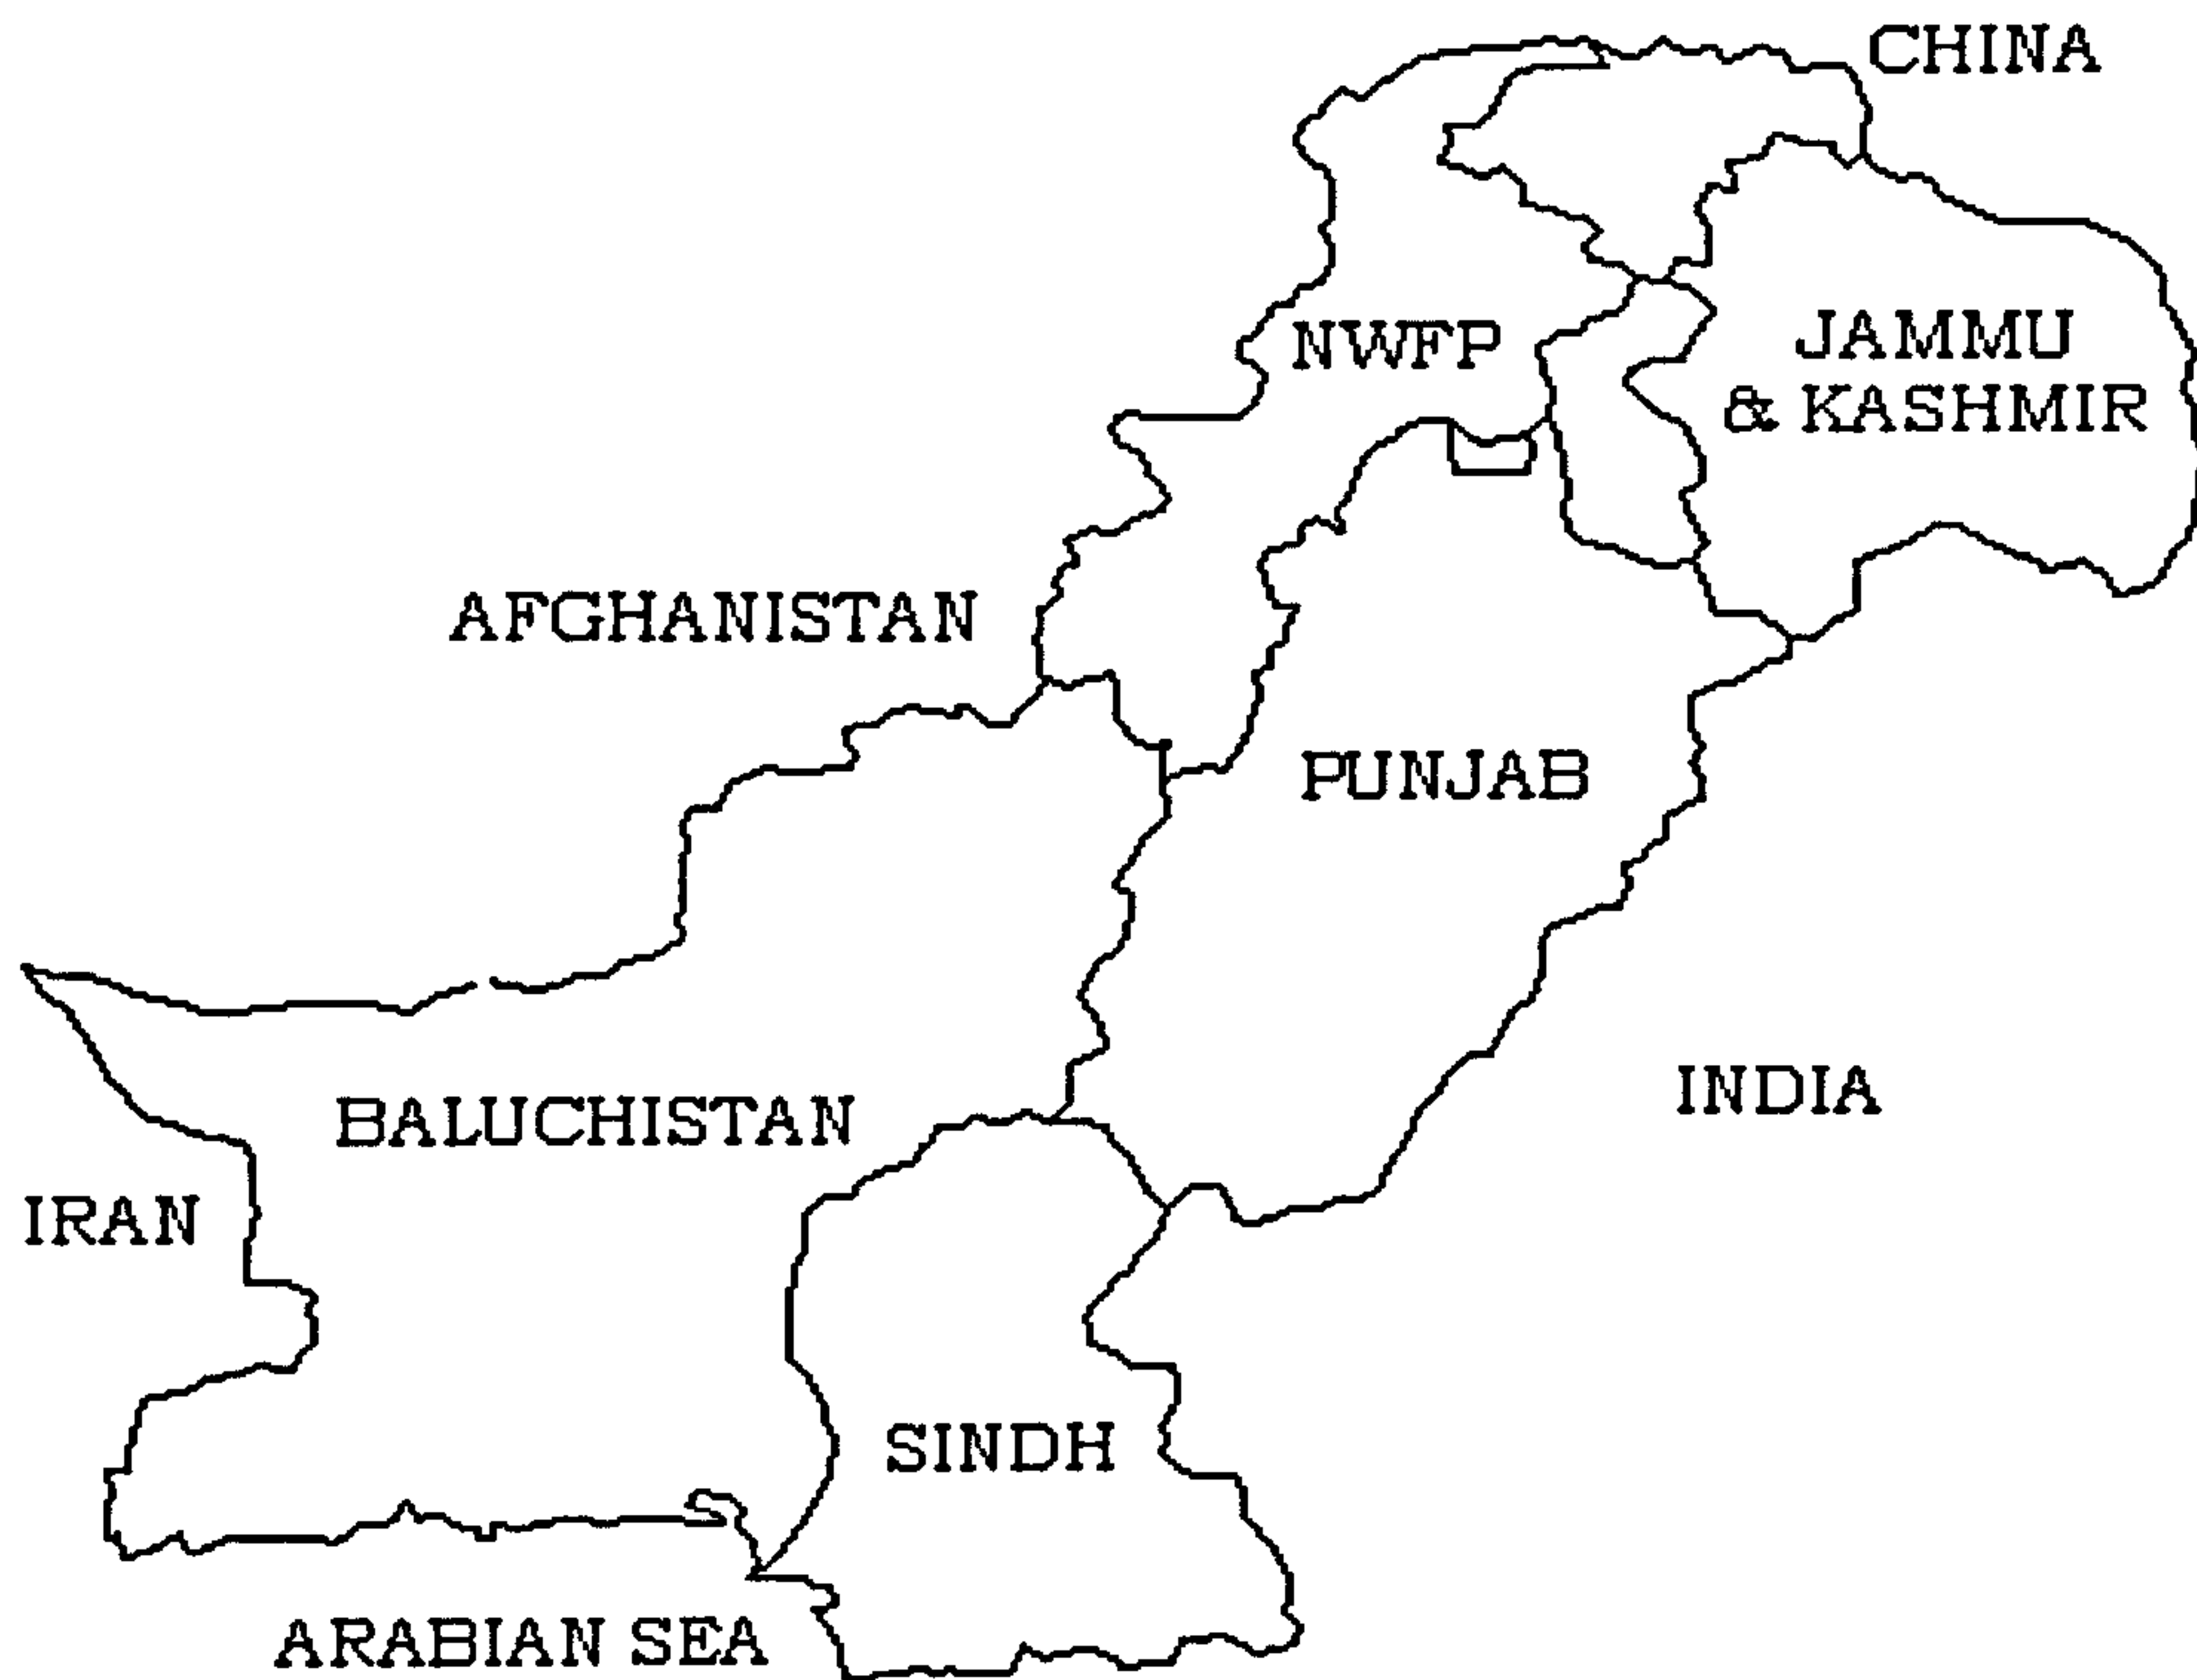 CHINA
JAMMU
& KASHMIR
NWFP
AFGHANISTAN
PUNJAB
INDIA
BALUCHISTAN
IRAN
SINDH
ARABIAN SEA